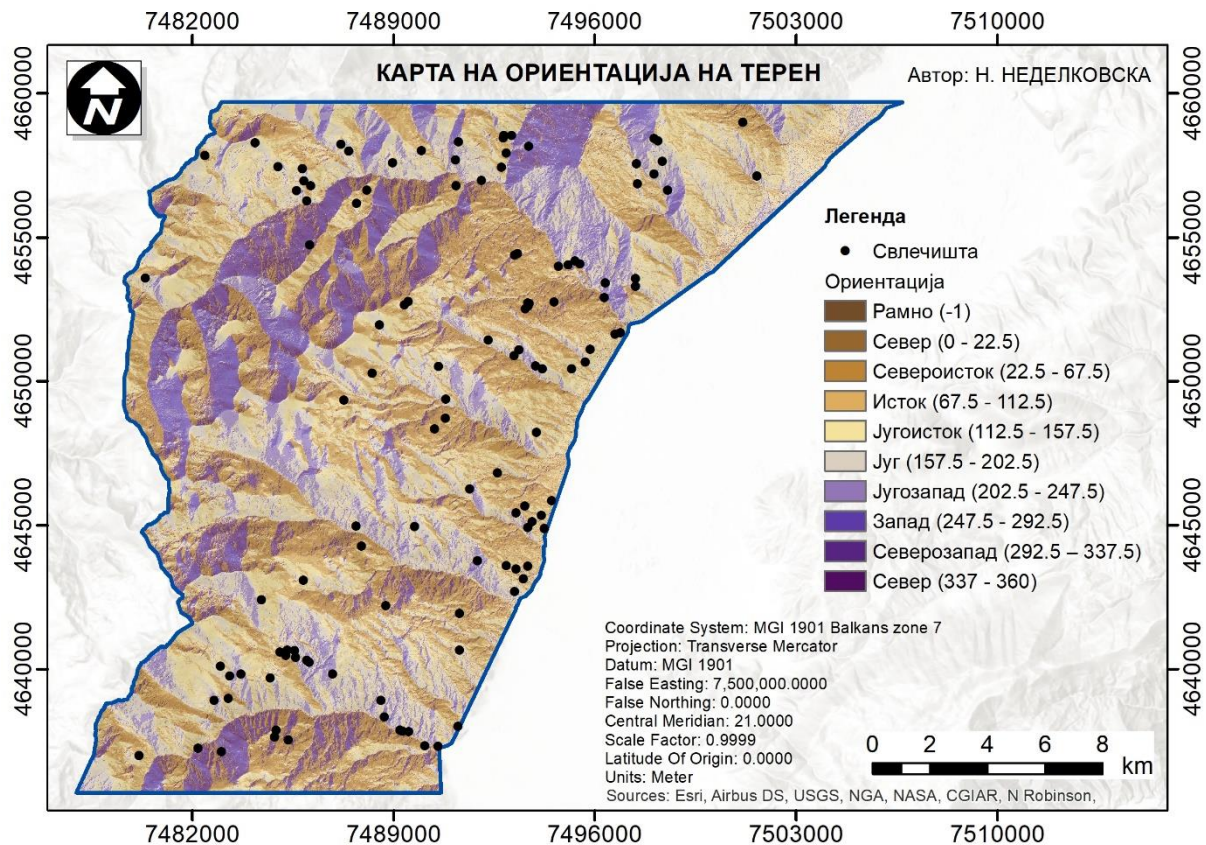 7482000 7489000 7496000 7503000 7510000
КАРТА НА ОРИЕНТАЦИЈА НА ТЕРЕН
Автор: Н. НЕДЕЛКОВСКА
N
4660000 4660000
4655000 4655000
4650000 4650000
4645000 4645000
4640000 4640000
Легенда
Свлечишта
Ориентација
Рамно (-1)
Север (0 - 22.5)
Североисток (22.5 - 67.5)
Исток (67.5 - 112.5)
Југоисток (112.5 - 157.5)
Југ (157.5 - 202.5)
Југозапад (202.5 - 247.5)
Запад (247.5 - 292.5)
Северозапад (292.5 – 337.5)
Север (337 - 360)
Coordinate System: MGI 1901 Balkans zone 7
Projection: Transverse Mercator
Datum: MGI 1901
False Easting: 7,500,000.0000
False Northing: 0.0000
Central Meridian: 21.0000
Scale Factor: 0.9999
Latitude Of Origin: 0.0000
Units: Meter
0 2 4 6 8
km
Sources: Esri, Airbus DS, USGS, NGA, NASA, CGIAR, N Robinson,
7482000 7489000 7496000 7503000 7510000